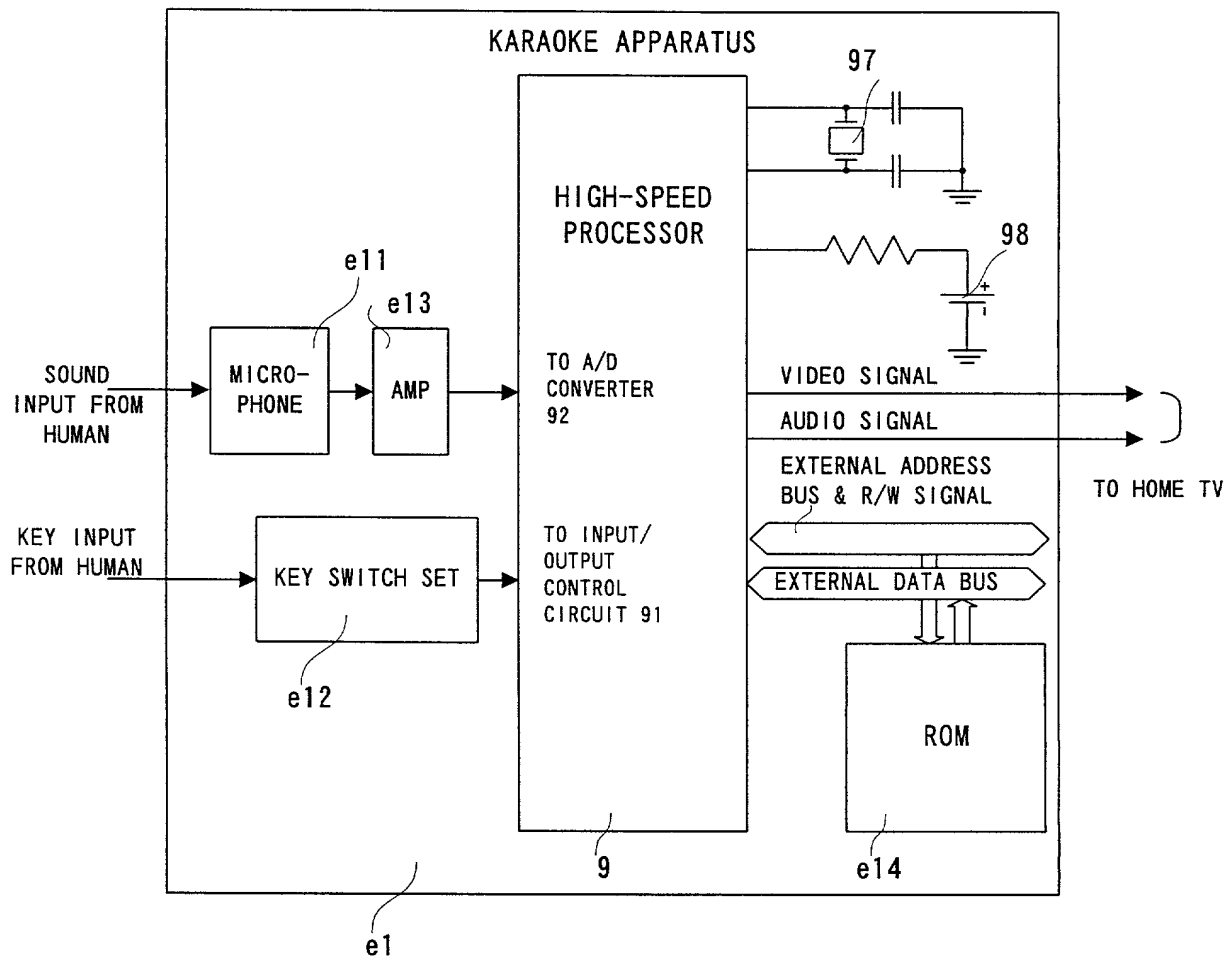 KARAOKE APPARATUS
97
HIGH-SPEED
PROCESSOR
98
+
e11
e13
SOUND
INPUT FROM
HUMAN
MICRO-
PHONE
AMP
TO A/D
CONVERTER
92
VIDEO SIGNAL
AUDIO SIGNAL
EXTERNAL ADDRESS
BUS & R/W SIGNAL
TO HOME TV
KEY INPUT
FROM HUMAN
KEY SWITCH SET
TO INPUT/
OUTPUT
CONTROL
CIRCUIT 91
EXTERNAL DATA BUS
e12
ROM
9
e14
e1